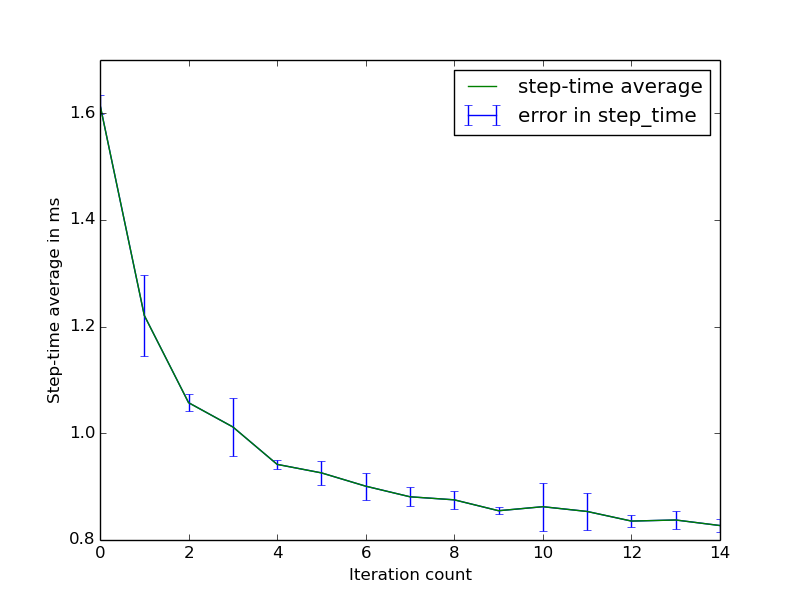 step-time average
error in step_time
Step-time average in ms
1.6
1.4
1.2
1.0
0.8
0 2 4 6 8 10 12 14
Iteration count